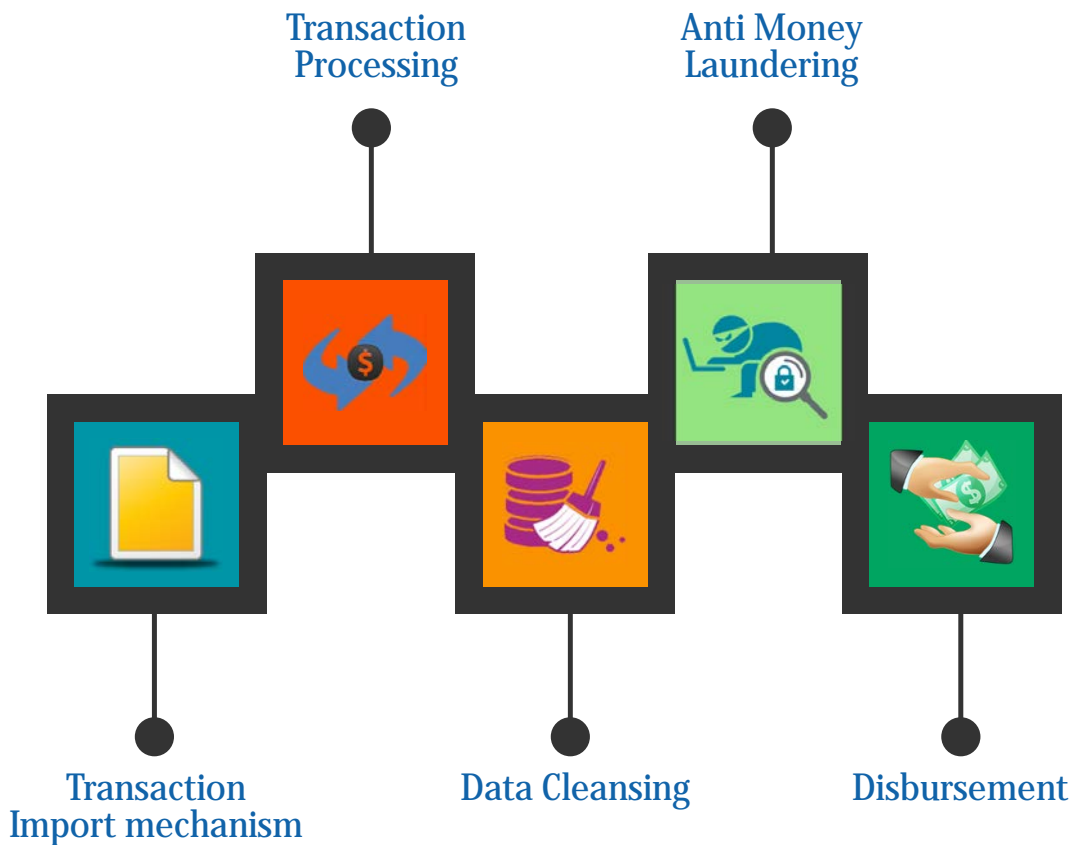 Transaction
Processing
Anti Money
Laundering
$
$
Transaction
Import mechanism
Data Cleansing
Disbursement